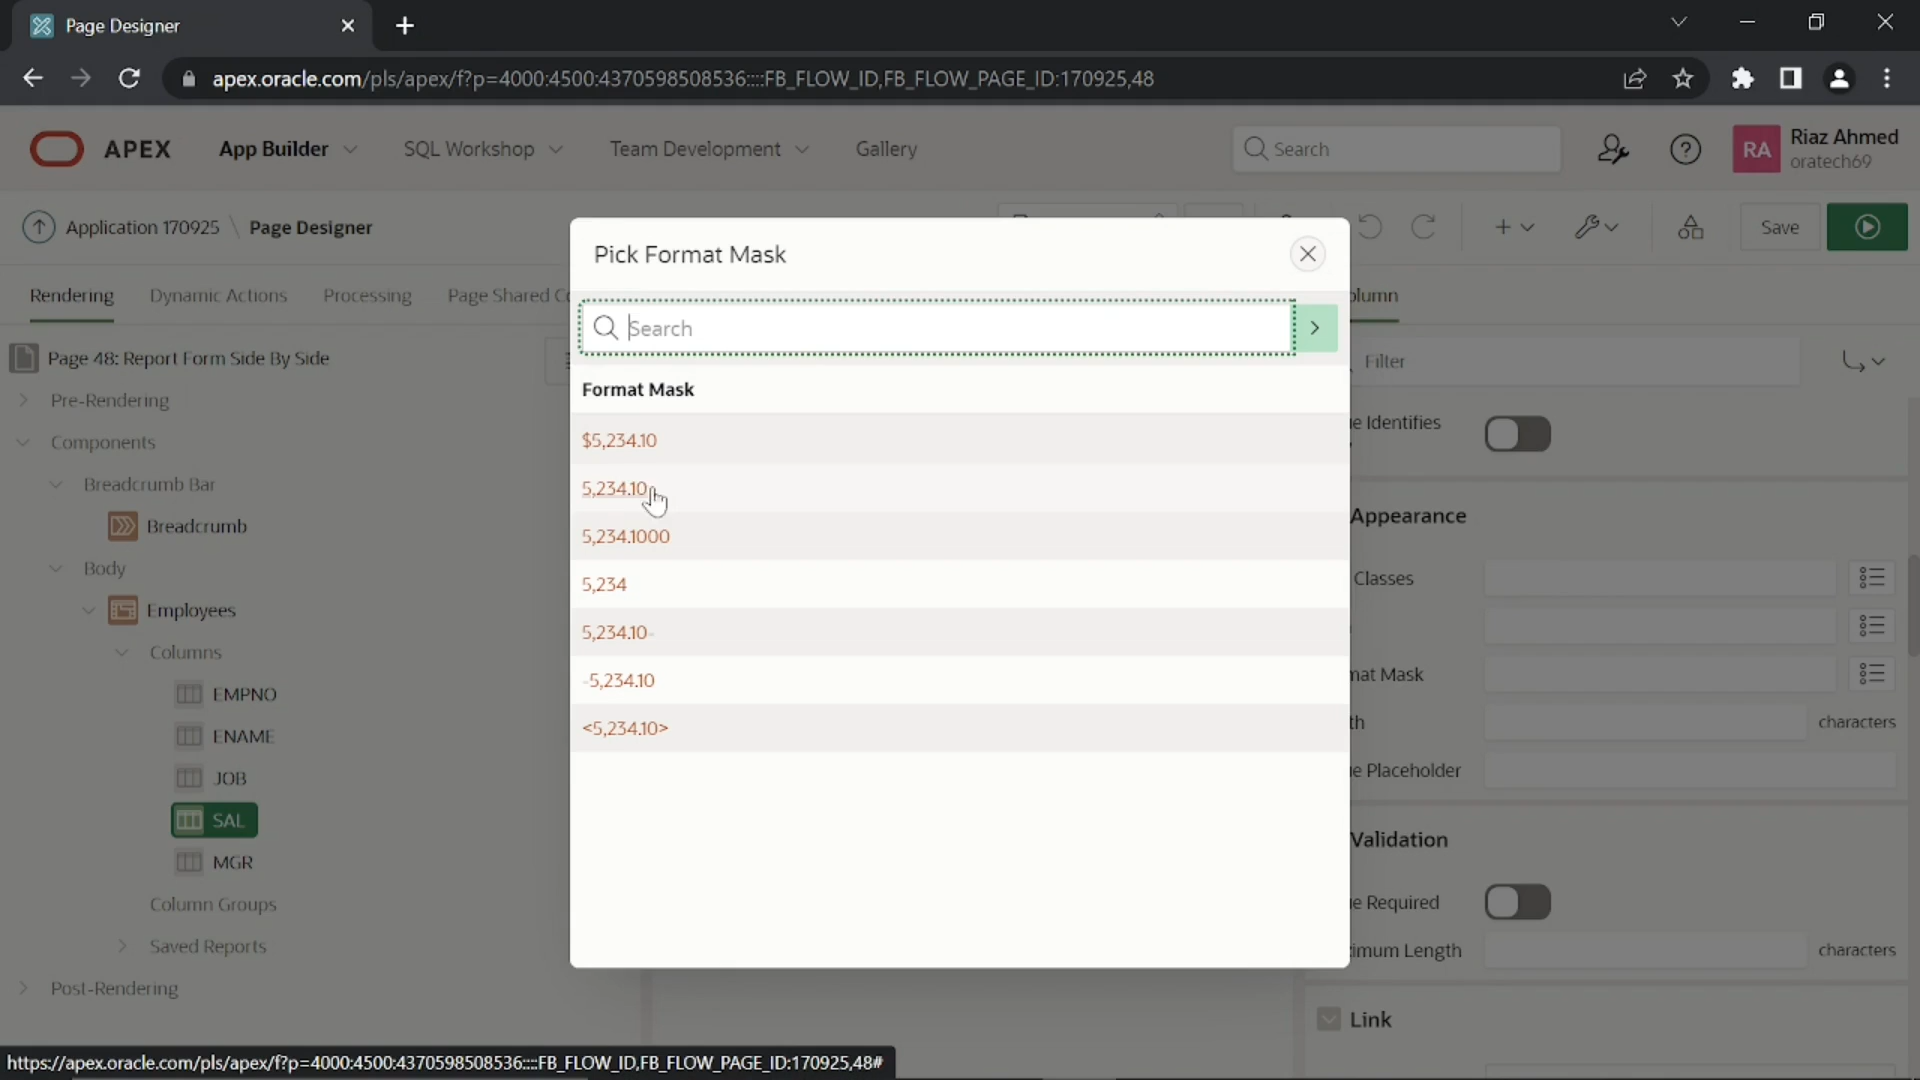 Page Designer
apex.oracle.com/pls/apex/f?p=4000:4500:4370598508536::::FB_FLOW_ID,FB_FLOW_PAGE_ID:170925,48
APEX App Builder SQL Workshop Team Development Gallery Search RA Riaz Ahmed
oratech69
Application 170925 \ Page Designer Save
Pick Format Mask
Rendering Dynamic Actions Processing Page Shared Co olumn
Search
Page 48: Report Form Side By Side Filter
Format Mask
Pre-Rendering
ue Identifies
Components
$5,234.10
Breadcrumb Bar
5,234.10
Appearance
Breadcrumb
5,234.1000
Body
5,234
Classes
Employees
5,234.10-
Columns
-5,234.10
mat Mask
EMPNO
<5,234.10>
th characters
ENAME
ue Placeholder
JOB
SAL
Validation
MGR
Column Groups
ue Required
Saved Reports
imum Length characters
Post-Rendering
Link
https://apex.oracle.com/pls/apex/f?p=4000:4500:4370598508536::::FB_FLOW_ID,FB_FLOW_PAGE_ID:170925,48#